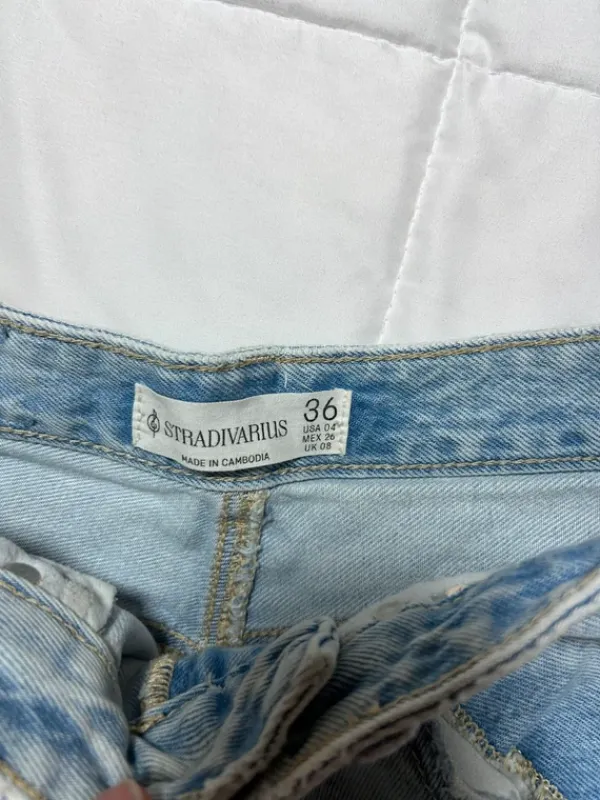 STRADIVARIUS
MADE IN CAMBODIA
36
USA 04
MEX 26
UK 08